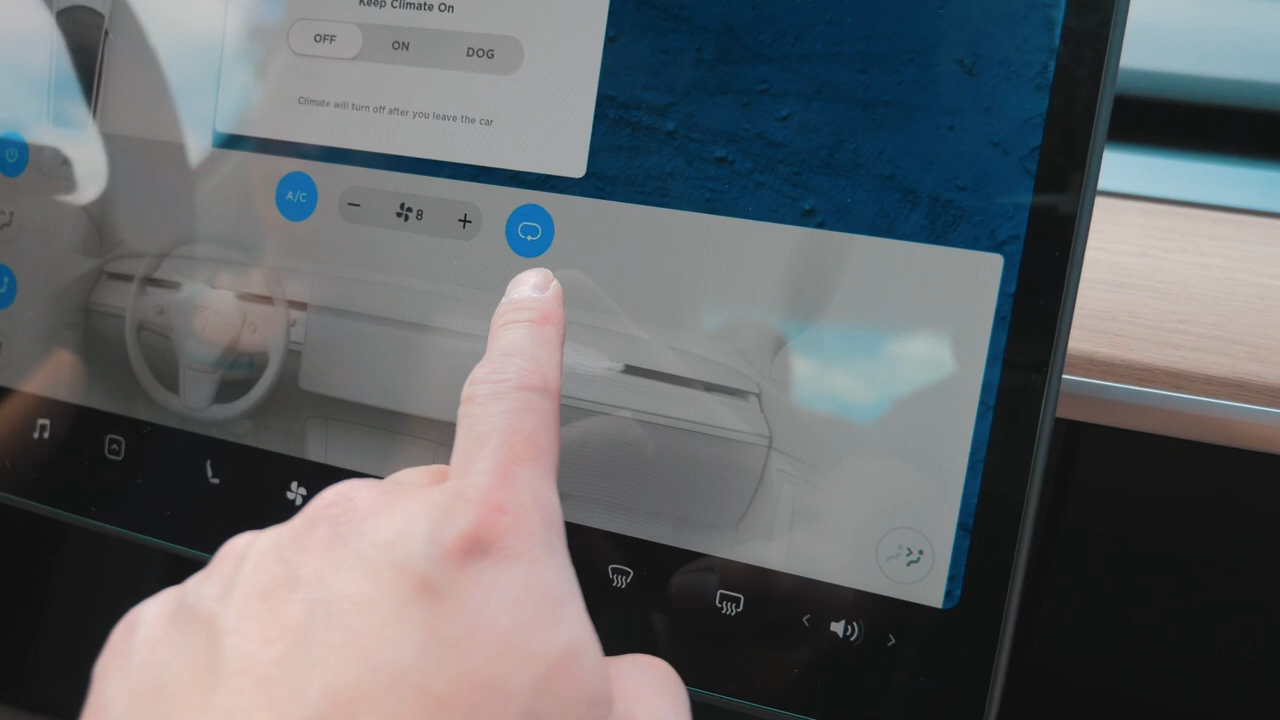 Keep Climate On
OFF ON DOG
Climate will turn off after you leave the car
A/C 8